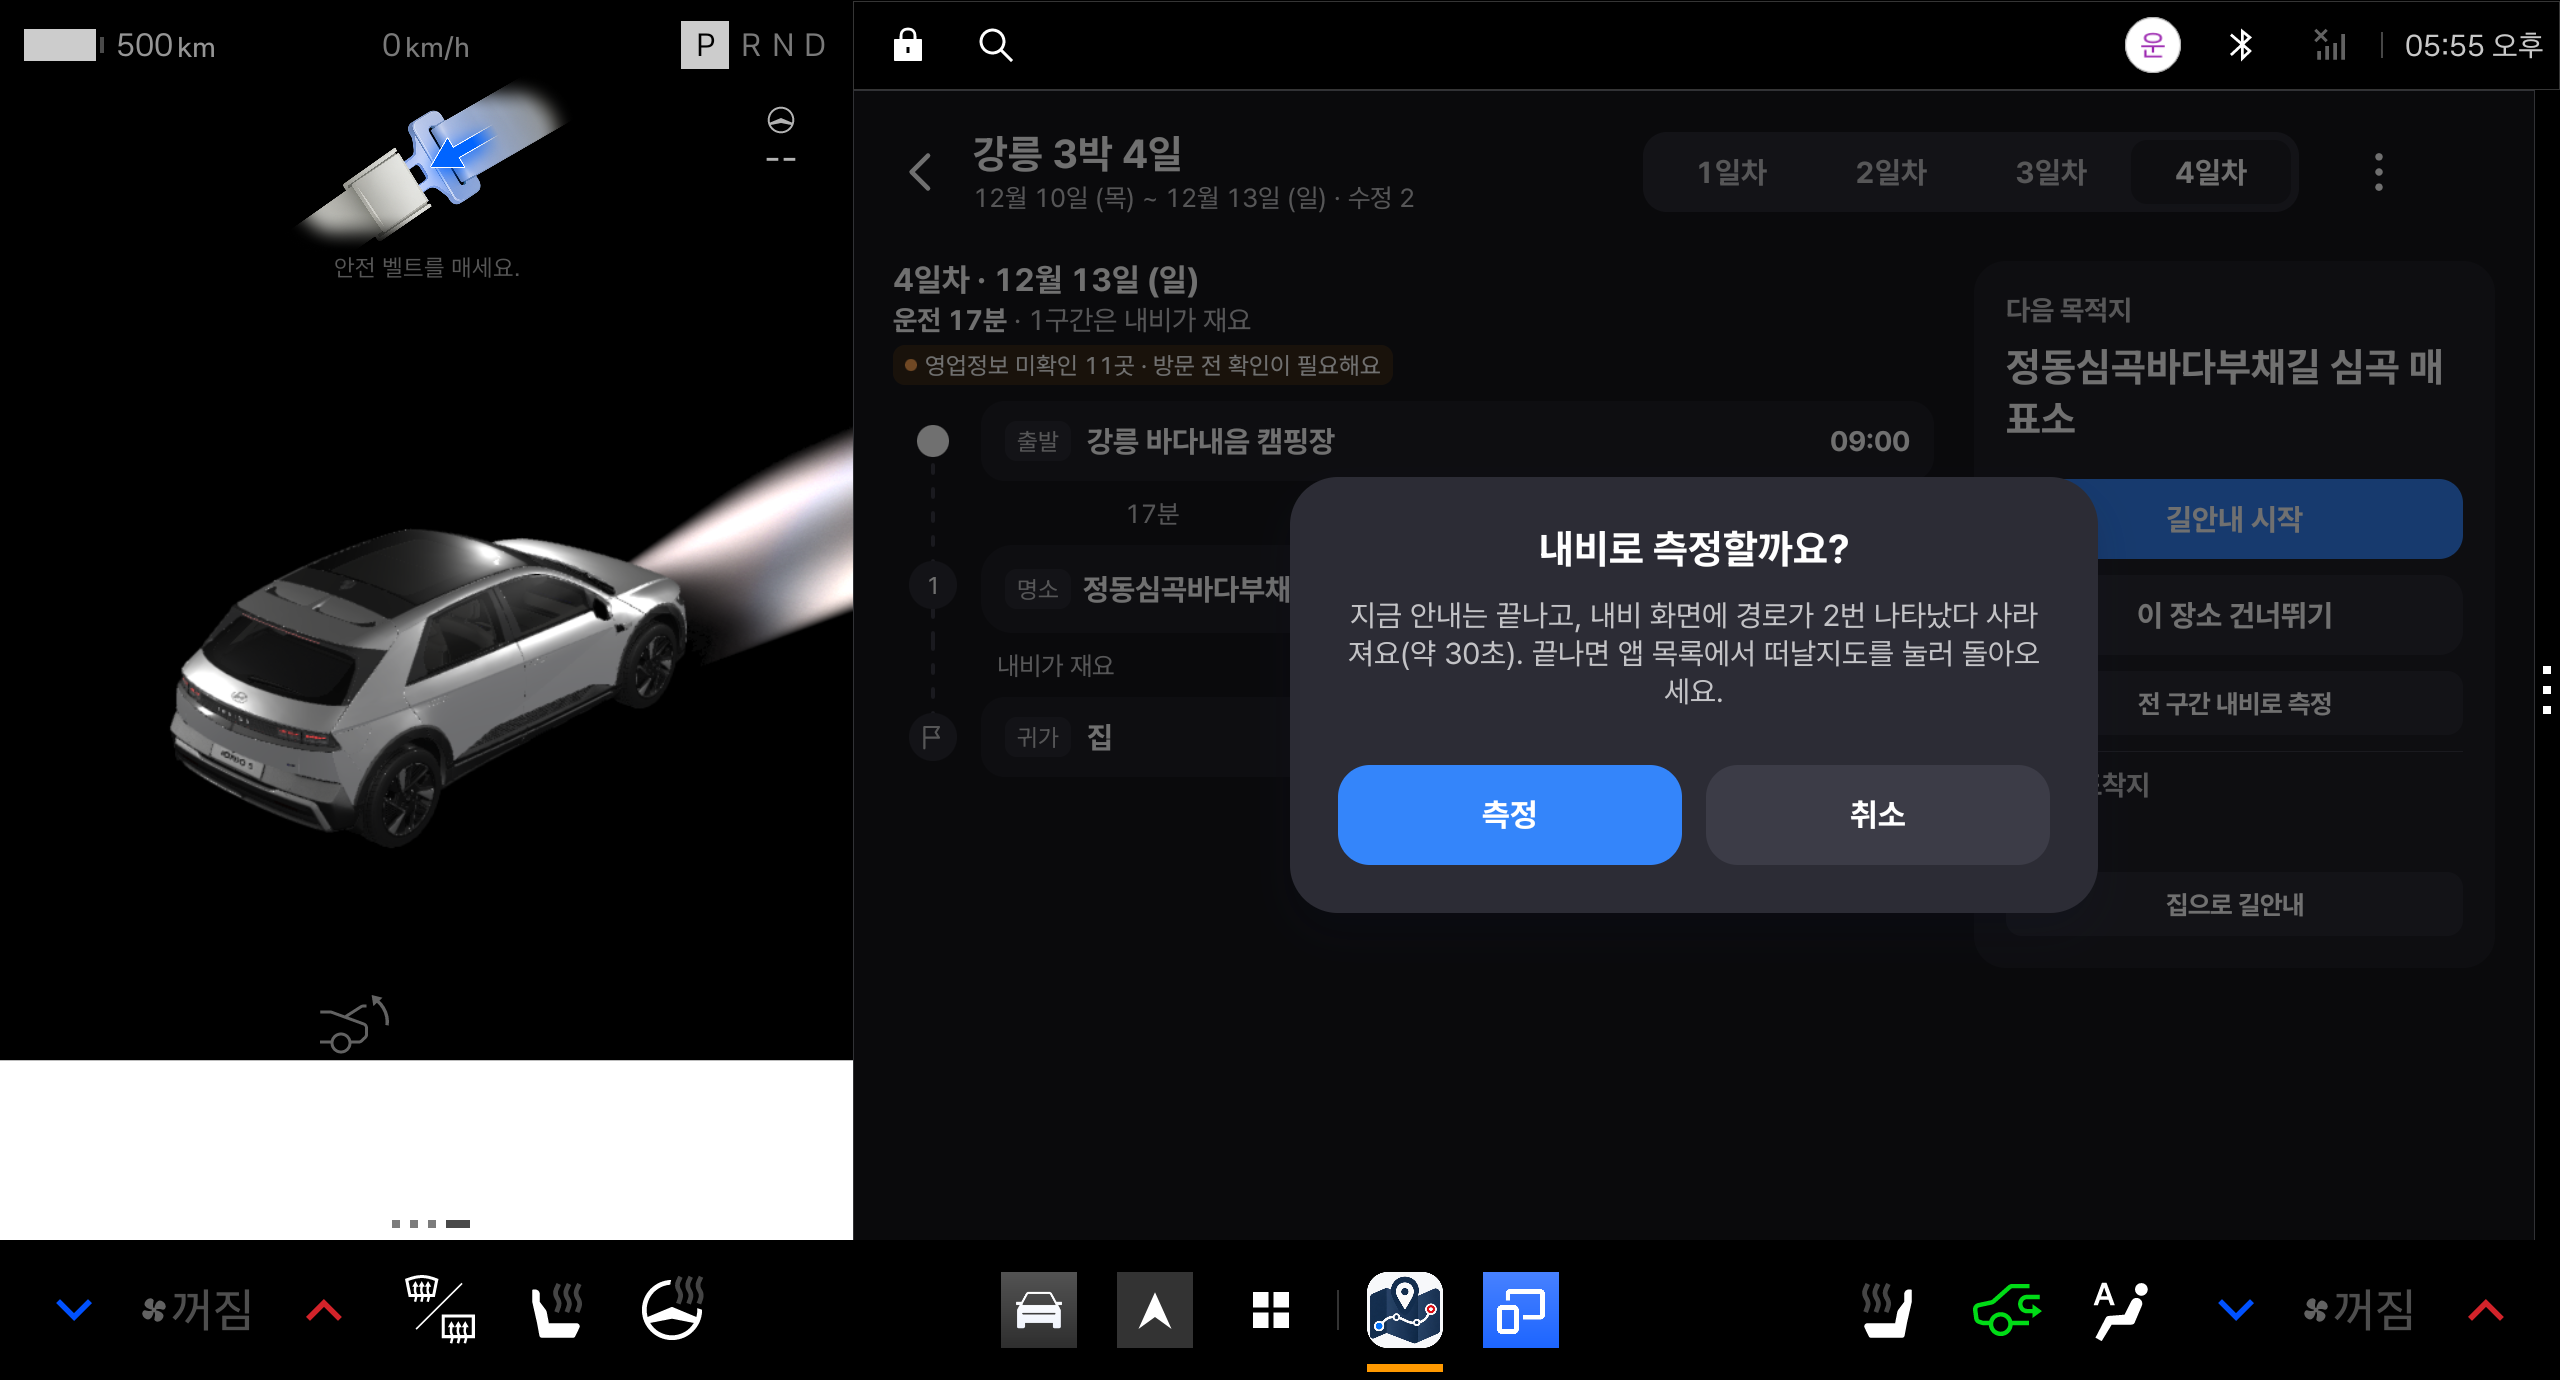 500 km
0 km/h
P R N D
운
05:55 오후
안전 벨트를 매세요.
강릉 3박 4일
12월 10일 (목) ~ 12월 13일 (일) · 수정 2
1일차
2일차
3일차
4일차
4일차 · 12월 13일 (일)
운전 17분 · 1구간은 내비가 재요
영업정보 미확인 11곳 · 방문 전 확인이 필요해요
출발 강릉 바다내음 캠핑장 09:00
17분
1 명소 정동심곡바다부채
내비가 재요
귀가 집
다음 목적지
정동심곡바다부채길 심곡 매
표소
길안내 시작
이 장소 건너뛰기
전 구간 내비로 측정
착지
집으로 길안내
내비로 측정할까요?
지금 안내는 끝나고, 내비 화면에 경로가 2번 나타났다 사라
져요(약 30초). 끝나면 앱 목록에서 떠날지도를 눌러 돌아오
세요.
측정
취소
꺼짐
A
꺼짐